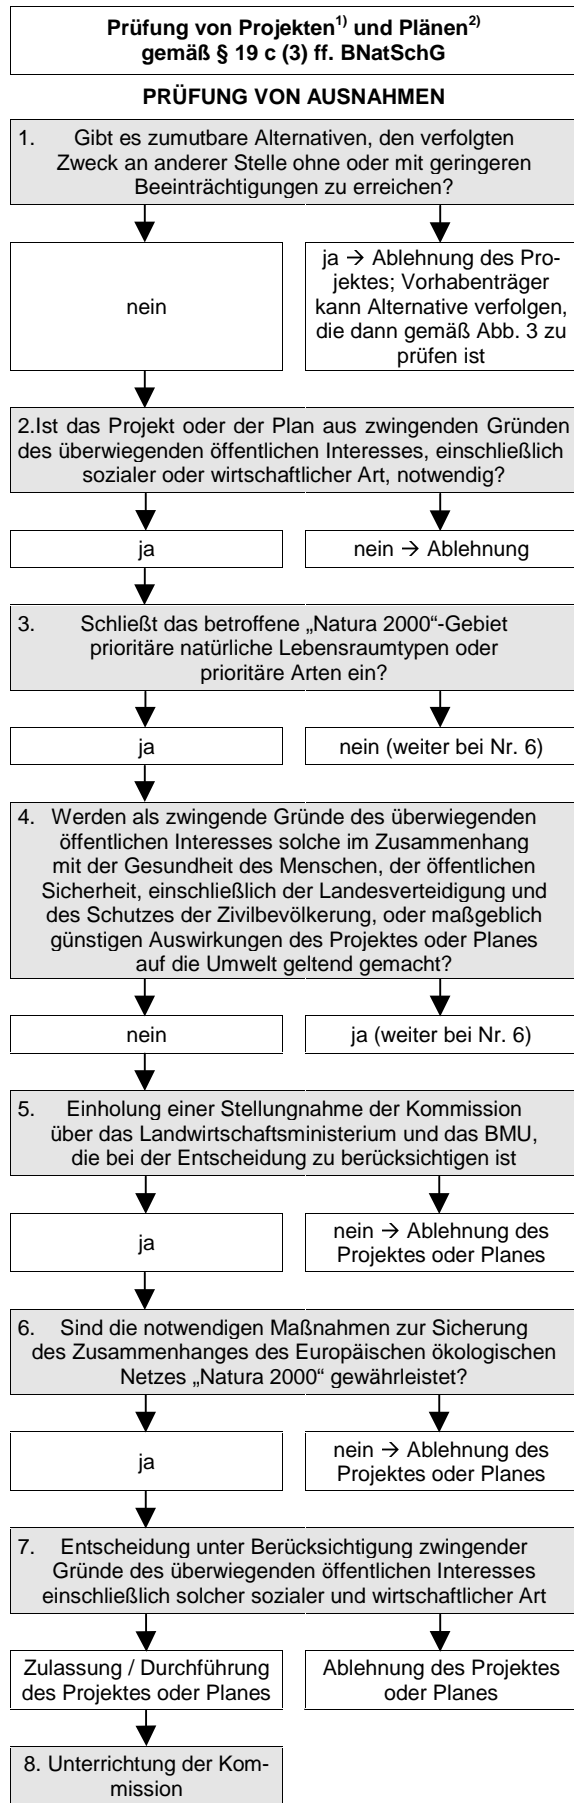 Prüfung von Projekten1) und Plänen2)
gemäß § 19 c (3) ff. BNatSchG
PRÜFUNG VON AUSNAHMEN
1. Gibt es zumutbare Alternativen, den verfolgten
Zweck an anderer Stelle ohne oder mit geringeren
Beeinträchtigungen zu erreichen?
nein
ja → Ablehnung des Pro-
jektes; Vorhabenträger
kann Alternative verfolgen,
die dann gemäß Abb. 3 zu
prüfen ist
2.Ist das Projekt oder der Plan aus zwingenden Gründen
des überwiegenden öffentlichen Interesses, einschließlich
sozialer oder wirtschaftlicher Art, notwendig?
ja
nein → Ablehnung
3. Schließt das betroffene „Natura 2000“-Gebiet
prioritäre natürliche Lebensraumtypen oder
prioritäre Arten ein?
ja
nein (weiter bei Nr. 6)
4. Werden als zwingende Gründe des überwiegenden
öffentlichen Interesses solche im Zusammenhang
mit der Gesundheit des Menschen, der öffentlichen
Sicherheit, einschließlich der Landesverteidigung und
des Schutzes der Zivilbevölkerung, oder maßgeblich
günstigen Auswirkungen des Projektes oder Planes
auf die Umwelt geltend gemacht?
nein
ja (weiter bei Nr. 6)
5. Einholung einer Stellungnahme der Kommission
über das Landwirtschaftsministerium und das BMU,
die bei der Entscheidung zu berücksichtigen ist
ja
nein → Ablehnung des
Projektes oder Planes
6. Sind die notwendigen Maßnahmen zur Sicherung
des Zusammenhanges des Europäischen ökologischen
Netzes „Natura 2000“ gewährleistet?
ja
nein → Ablehnung des
Projektes oder Planes
7. Entscheidung unter Berücksichtigung zwingender
Gründe des überwiegenden öffentlichen Interesses
einschließlich solcher sozialer und wirtschaftlicher Art
Zulassung / Durchführung
des Projektes oder Planes
Ablehnung des Projektes
oder Planes
8. Unterrichtung der Kom-
mission